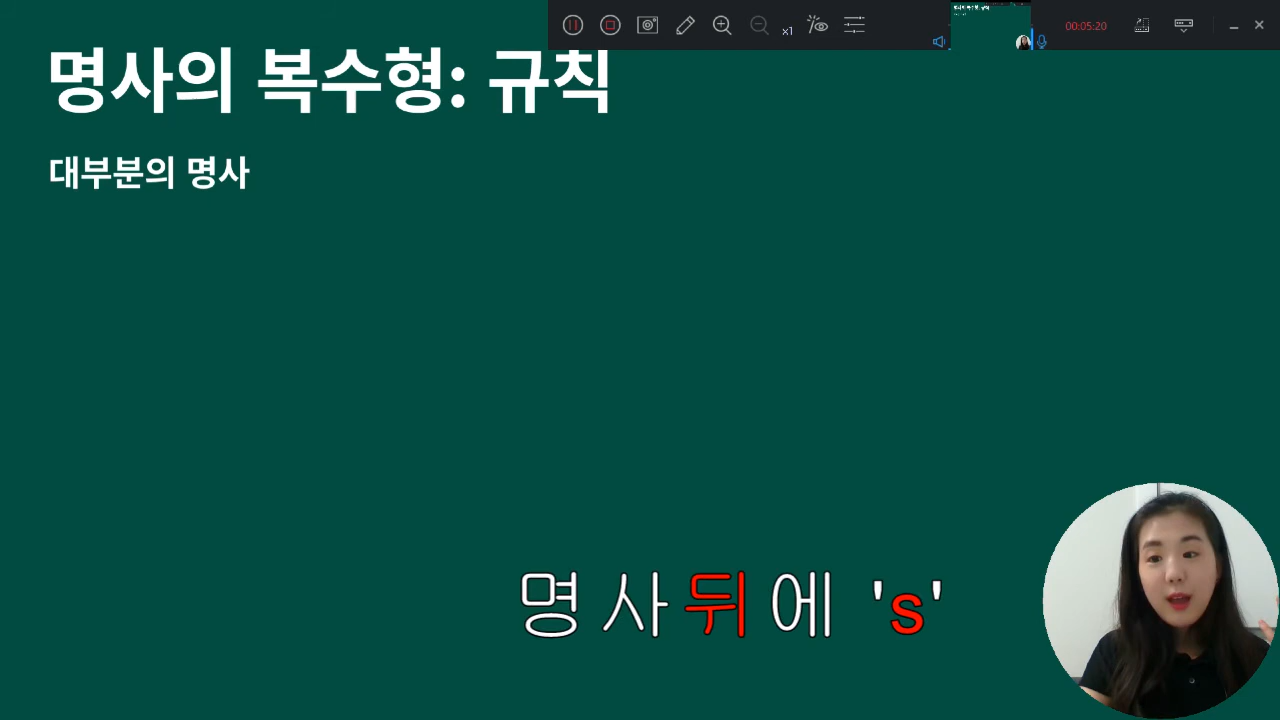 x1
00:05:20
명사의 복수형: 규칙
대부분의 명사
명사뒤에 's'